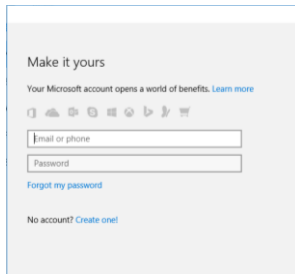 Make it yours
Your Microsoft account opens a world of benefits. Learn more
Email or phone
Password
Forgot my password
No account? Create one!